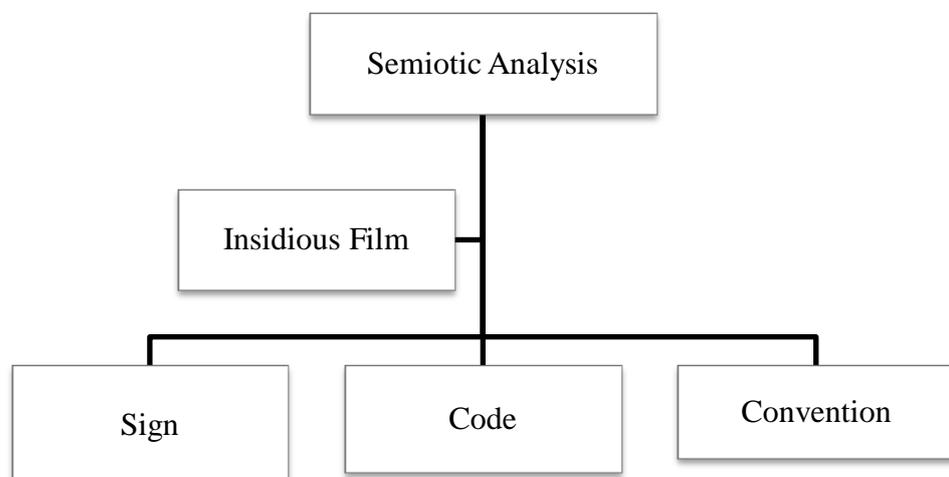 Semiotic Analysis
Insidious Film
Sign
Code
Convention